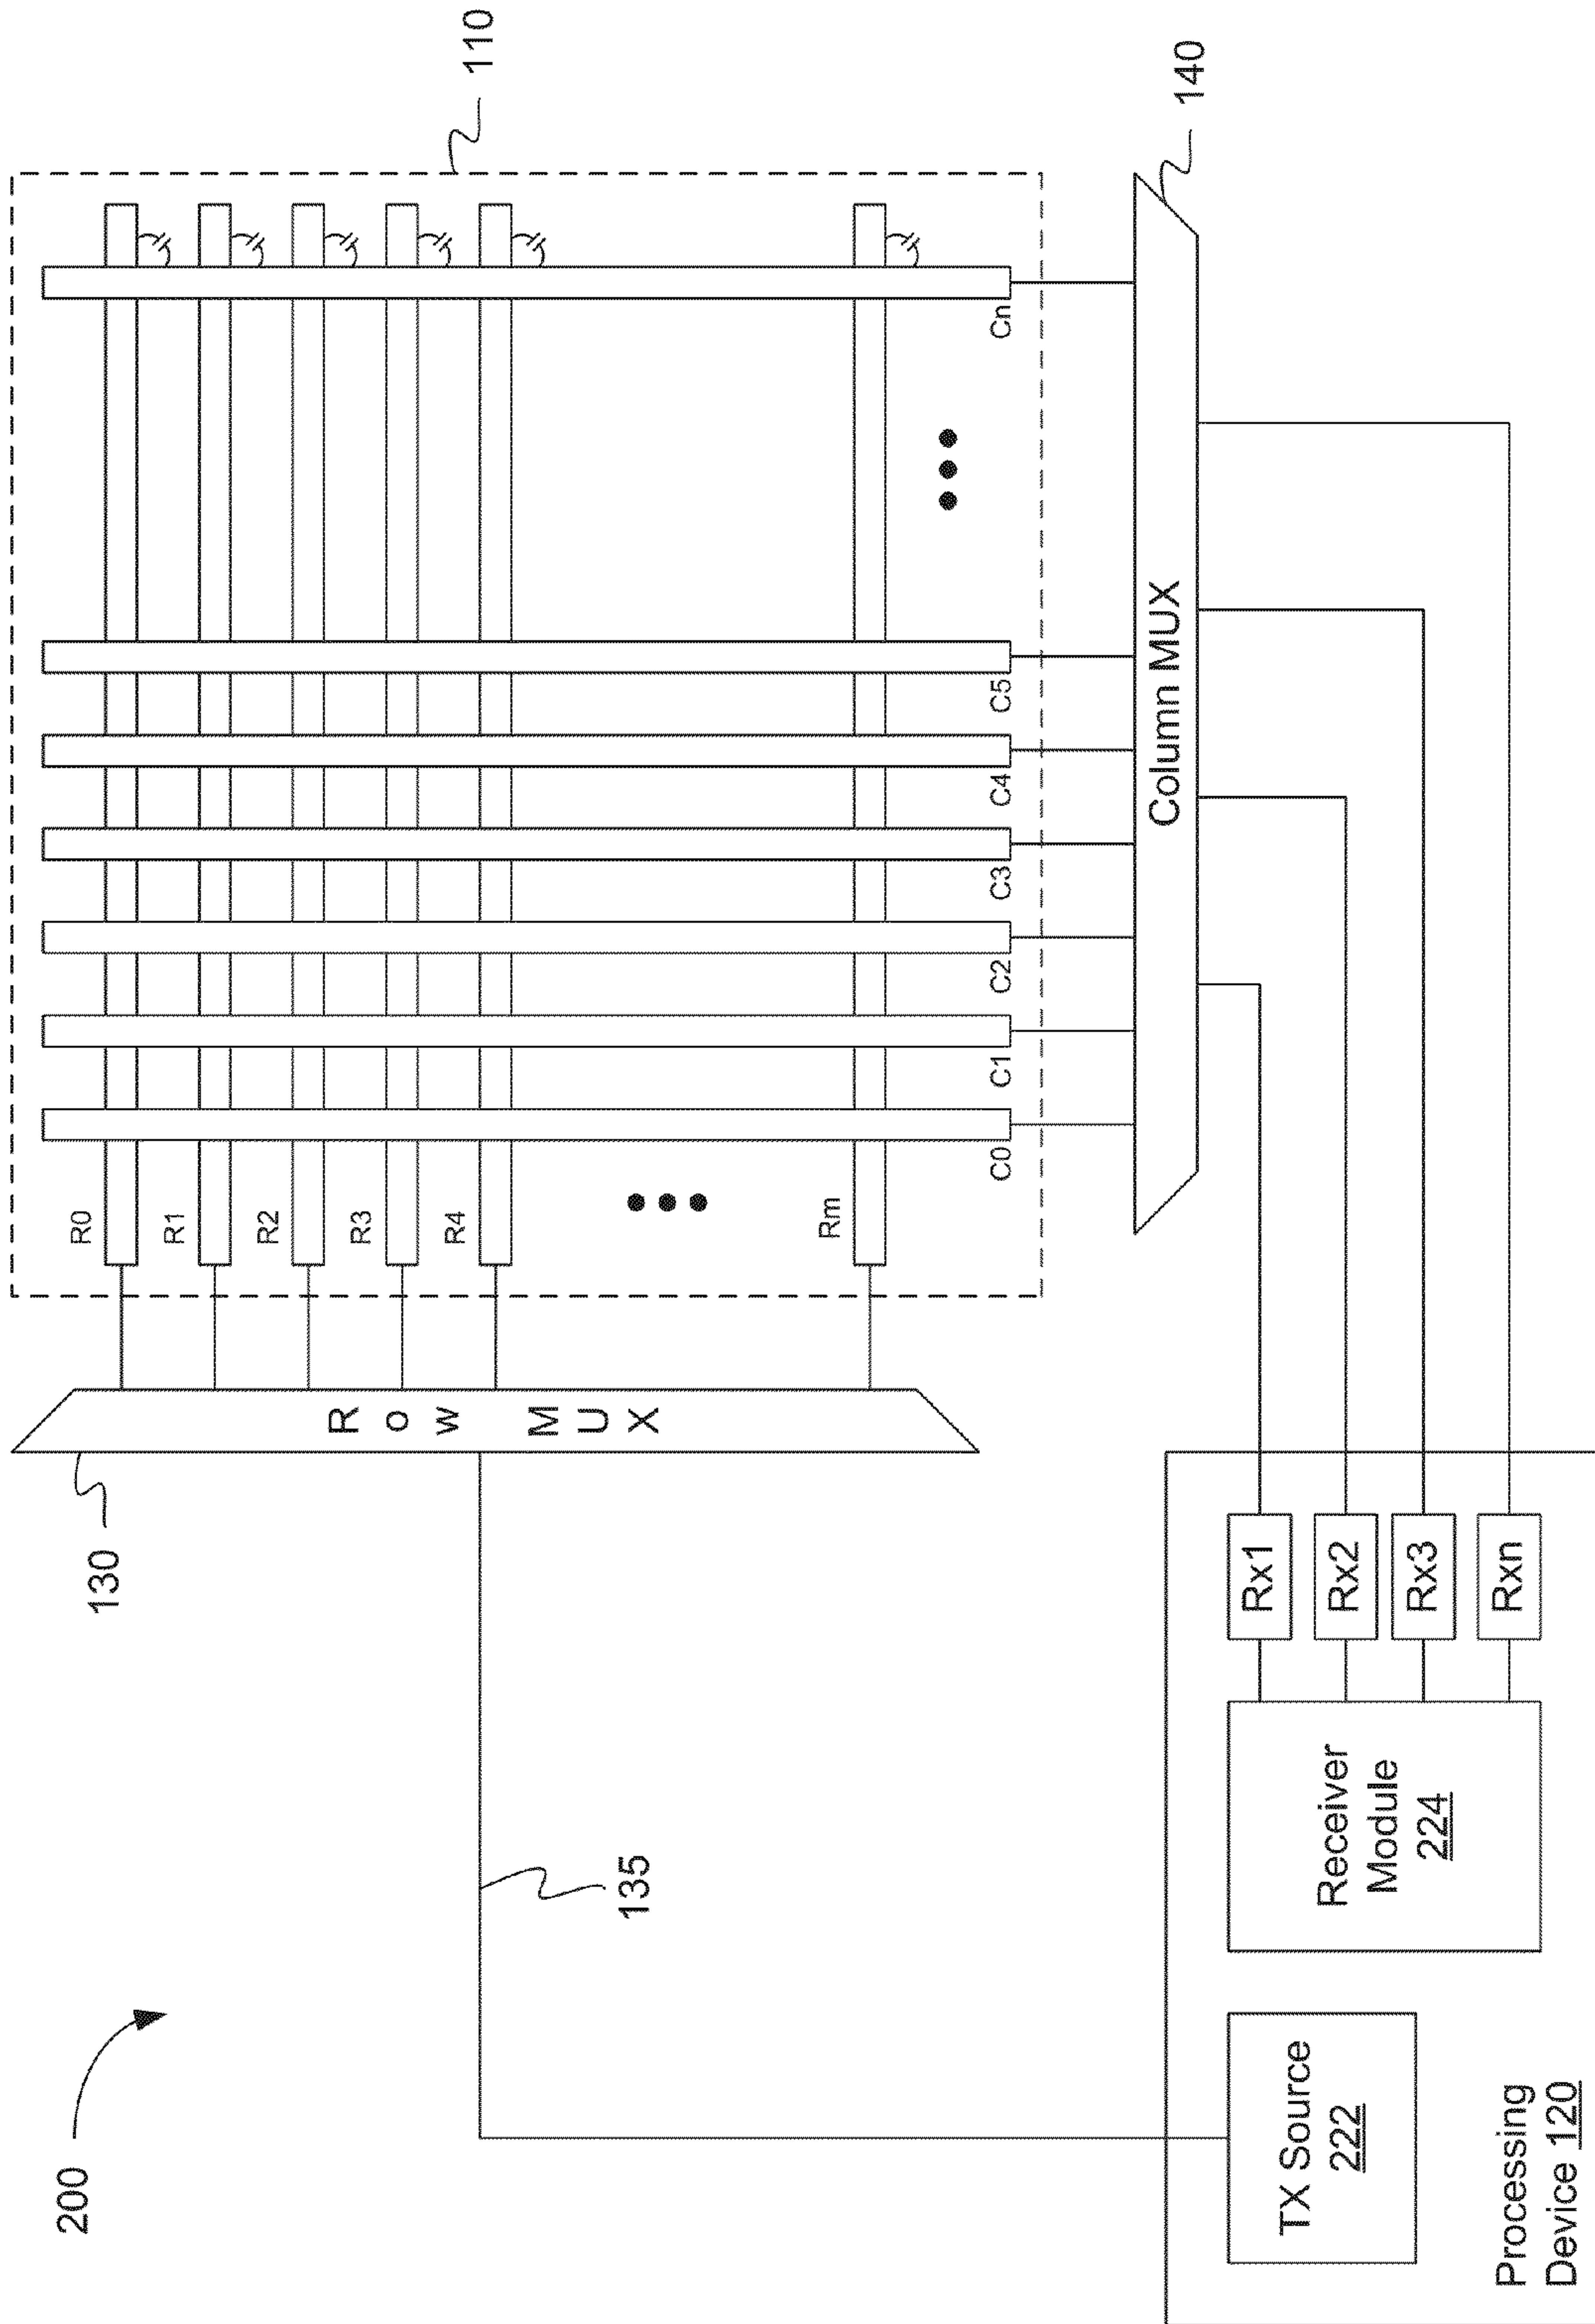 200
110
R0
R1
R2
R3
R4
Rm
C0
C1
C2
C3
C4
C5
Cn
Row MUX
130
135
Column MUX
140
TX Source
222
Receiver
Module
224
Rx1
Rx2
Rx3
Rxn
Processing
Device 120